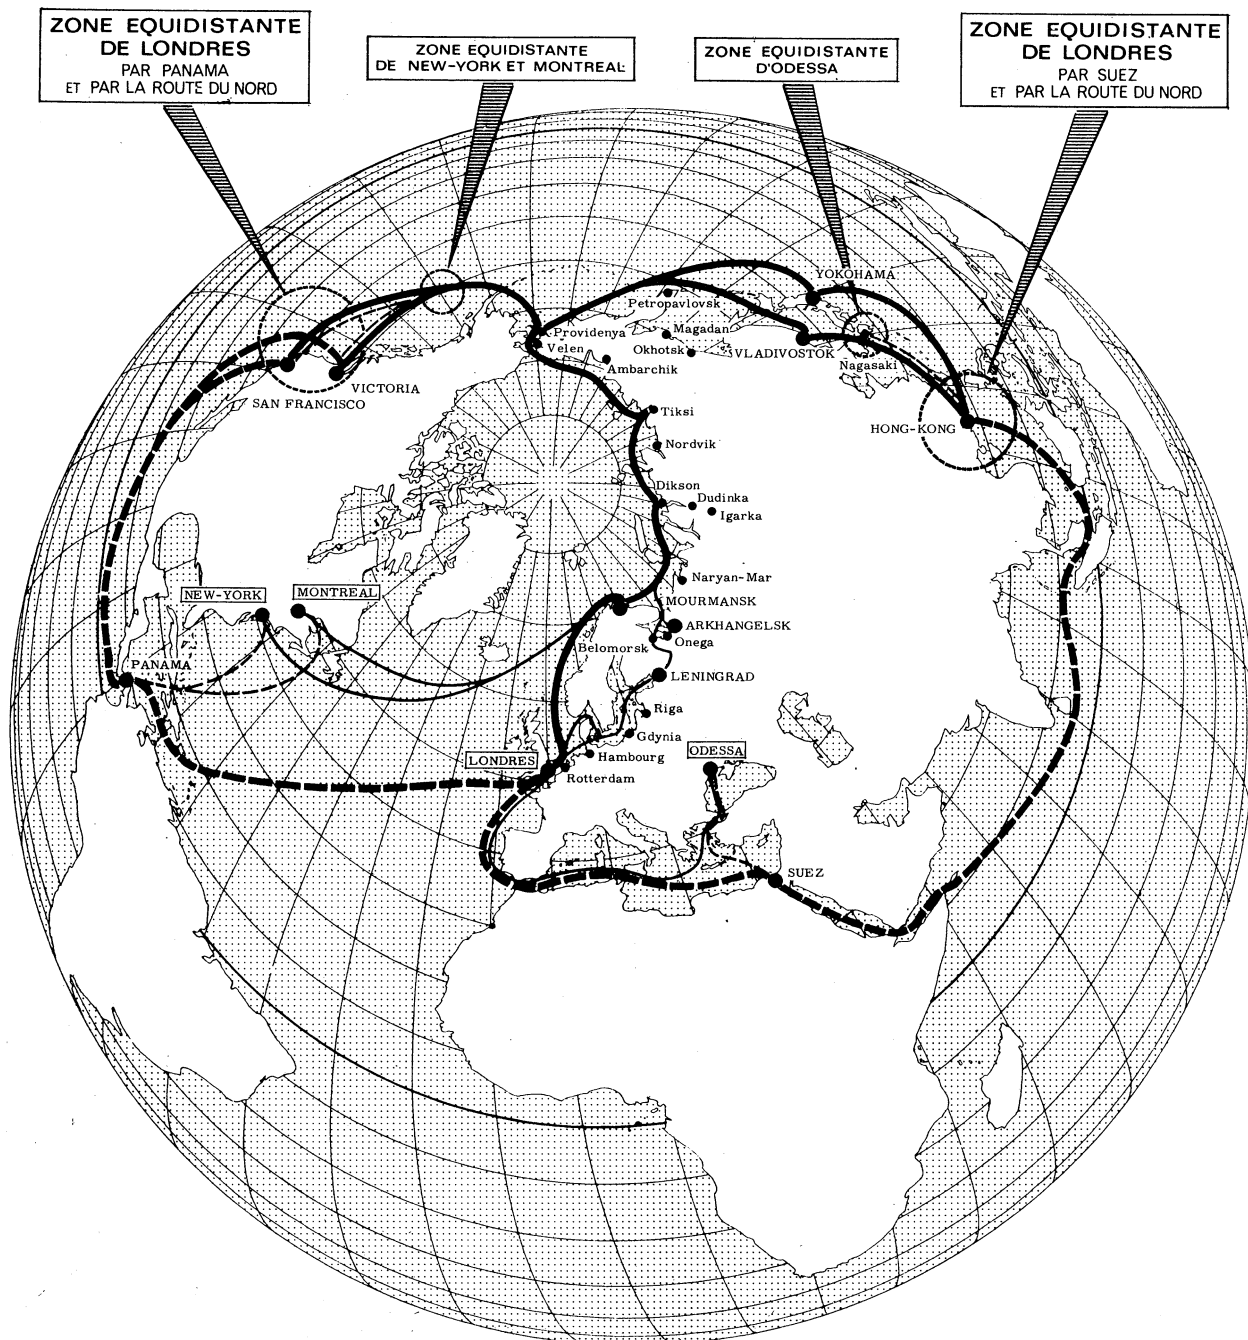 ZONE EQUIDISTANTE
DE LONDRES
PAR PANAMA
ET PAR LA ROUTE DU NORD
ZONE EQUIDISTANTE
DE NEW-YORK ET MONTREAL
ZONE EQUIDISTANTE
D'ODESSA
ZONE EQUIDISTANTE
DE LONDRES
PAR SUEZ
ET PAR LA ROUTE DU NORD
YOKOHAMA
Petropavlovsk
Providenya
Magadan
Velen
Okhotsk
VLADIVOSTOK
Nagasaki
Ambarchik
VICTORIA
SAN FRANCISCO
Tiksi
HONG-KONG
Nordvik
Dikson
Dudinka
Igarka
Naryan-Mar
NEW-YORK
MONTREAL
MOURMANSK
ARKHANGELSK
Onega
Belomorsk
PANAMA
LENINGRAD
Riga
Gdynia
Hambourg
ODESSA
LONDRES
Rotterdam
SUEZ